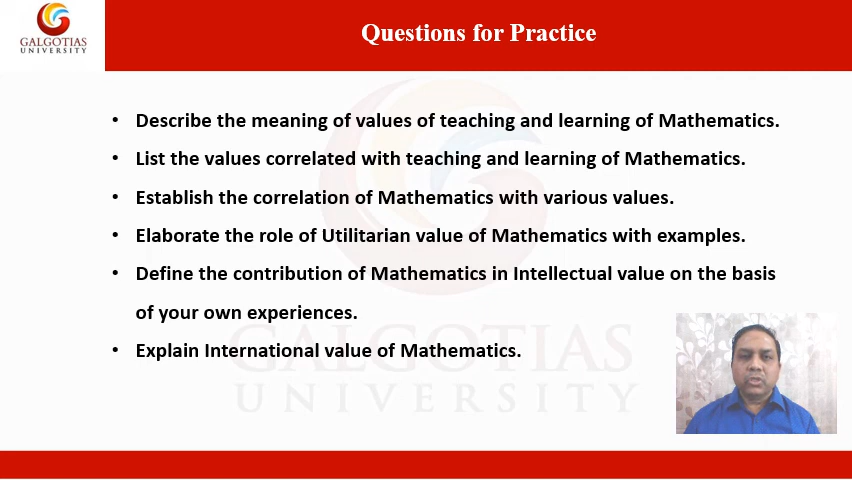 GALGOTIAS
UNIVERSITY
Questions for Practice
• Describe the meaning of values of teaching and learning of Mathematics.
• List the values correlated with teaching and learning of Mathematics.
• Establish the correlation of Mathematics with various values.
• Elaborate the role of Utilitarian value of Mathematics with examples.
• Define the contribution of Mathematics in Intellectual value on the basis
of your own experiences.
• Explain International value of Mathematics.
GALGOTIAS
UNIVERSITY